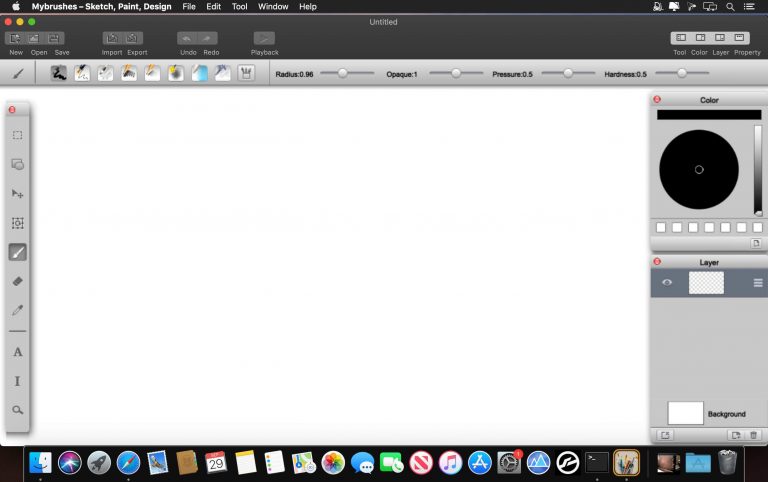 Mybrushes – Sketch, Paint, Design File Edit Tool Window Help
Untitled
New Open Save Import Export Undo Redo Playback Tool Color Layer Property
Radius:0.96 Opaque:1 Pressure:0.5 Hardness:0.5
Color
A
I
Layer
Background
29
1